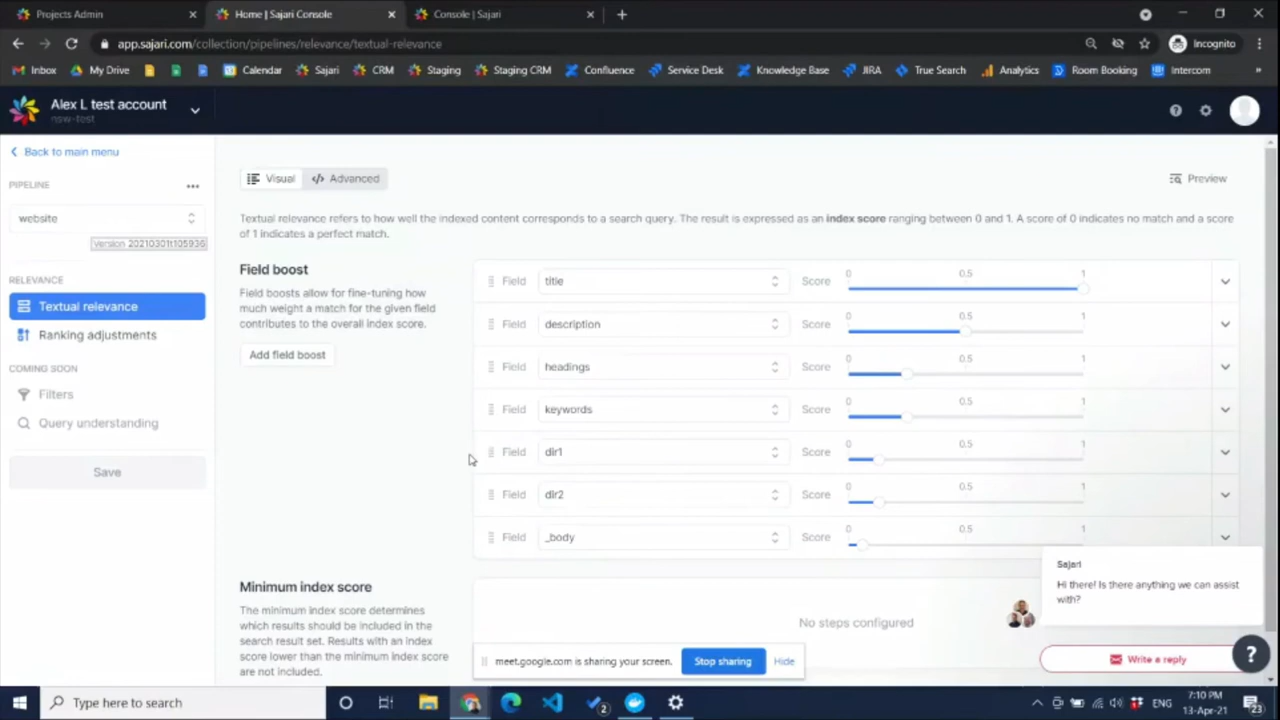 Projects Admin
Home | Sajari Console
Console | Sajari
app.sajari.com/collection/pipelines/relevance/textual-relevance
Incognito
Inbox My Drive Calendar Sajari CRM Staging Staging CRM Confluence Service Desk Knowledge Base JIRA True Search Analytics Room Booking Intercom »
Alex L test account
nsw-test
Back to main menu
PIPELINE
website
Version 20210301t105936
RELEVANCE
Textual relevance
Ranking adjustments
COMING SOON
Filters
Query understanding
Save
Visual
</> Advanced
Preview
Textual relevance refers to how well the indexed content corresponds to a search query. The result is expressed as an index score ranging between 0 and 1. A score of 0 indicates no match and a score
of 1 indicates a perfect match.
Field boost
Field boosts allow for fine-tuning how
much weight a match for the given field
contributes to the overall index score.
Add field boost
Field title Score 0 0.5 1
Field description Score 0 0.5 1
Field headings Score 0 0.5 1
Field keywords Score 0 0.5 1
Field dir1 Score 0 0.5 1
Field dir2 Score 0 0.5 1
Field _body Score 0 0.5 1
Minimum index score
The minimum index score determines
which results should be included in the
search result set. Results with an index
score lower than the minimum index score
are not included.
No steps configured
Sajari
Hi there! Is there anything we can assist
with?
Write a reply
?
meet.google.com is sharing your screen.
Stop sharing
Hide
Type here to search
2
ENG
7:10 PM
13-Apr-21
23